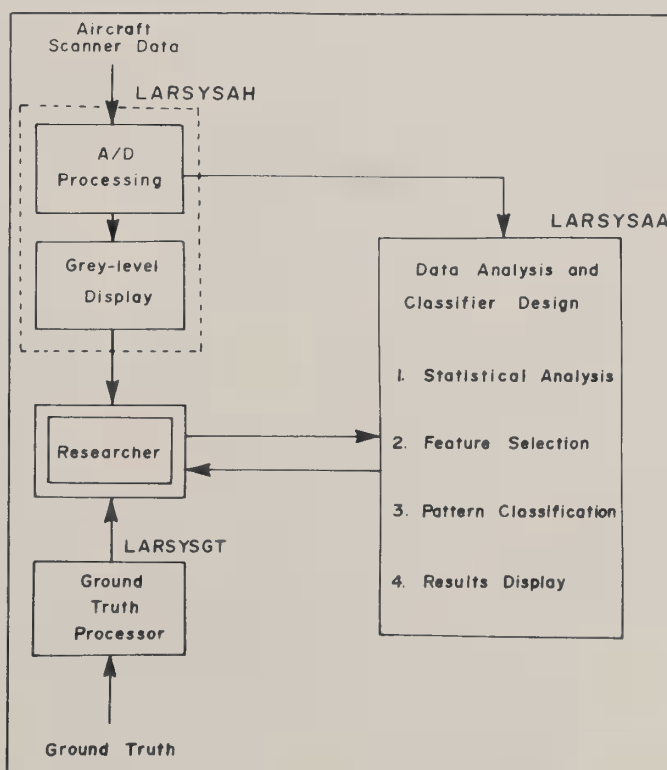 Aircraft
Scanner Data
LARSYSAH
A/D
Processing
Grey-level
Display
Researcher
LARSYSGT
Ground
Truth
Processor
Ground Truth
LARSYSAA
Data Analysis and
Classifier Design
1. Statistical Analysis
2. Feature Selection
3. Pattern Classification
4. Results Display